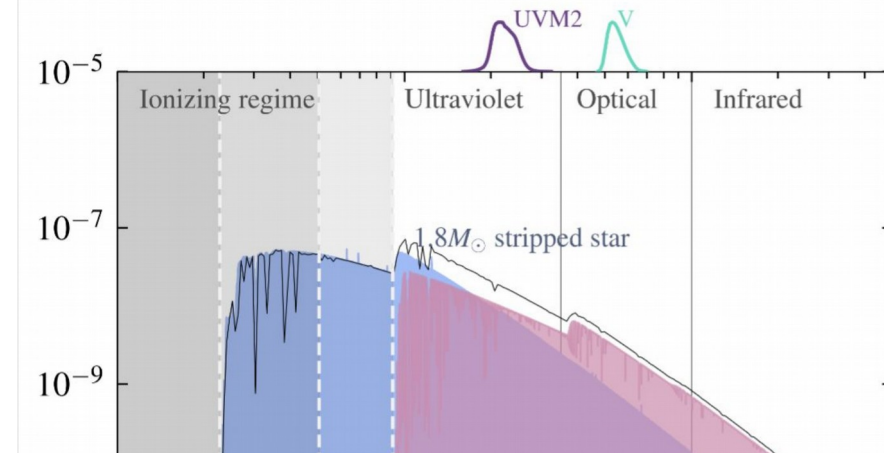 UVM2 V
10⁻⁵
Ionizing regime Ultraviolet Optical Infrared
10⁻⁷
1.8M☉ stripped star
10⁻⁹